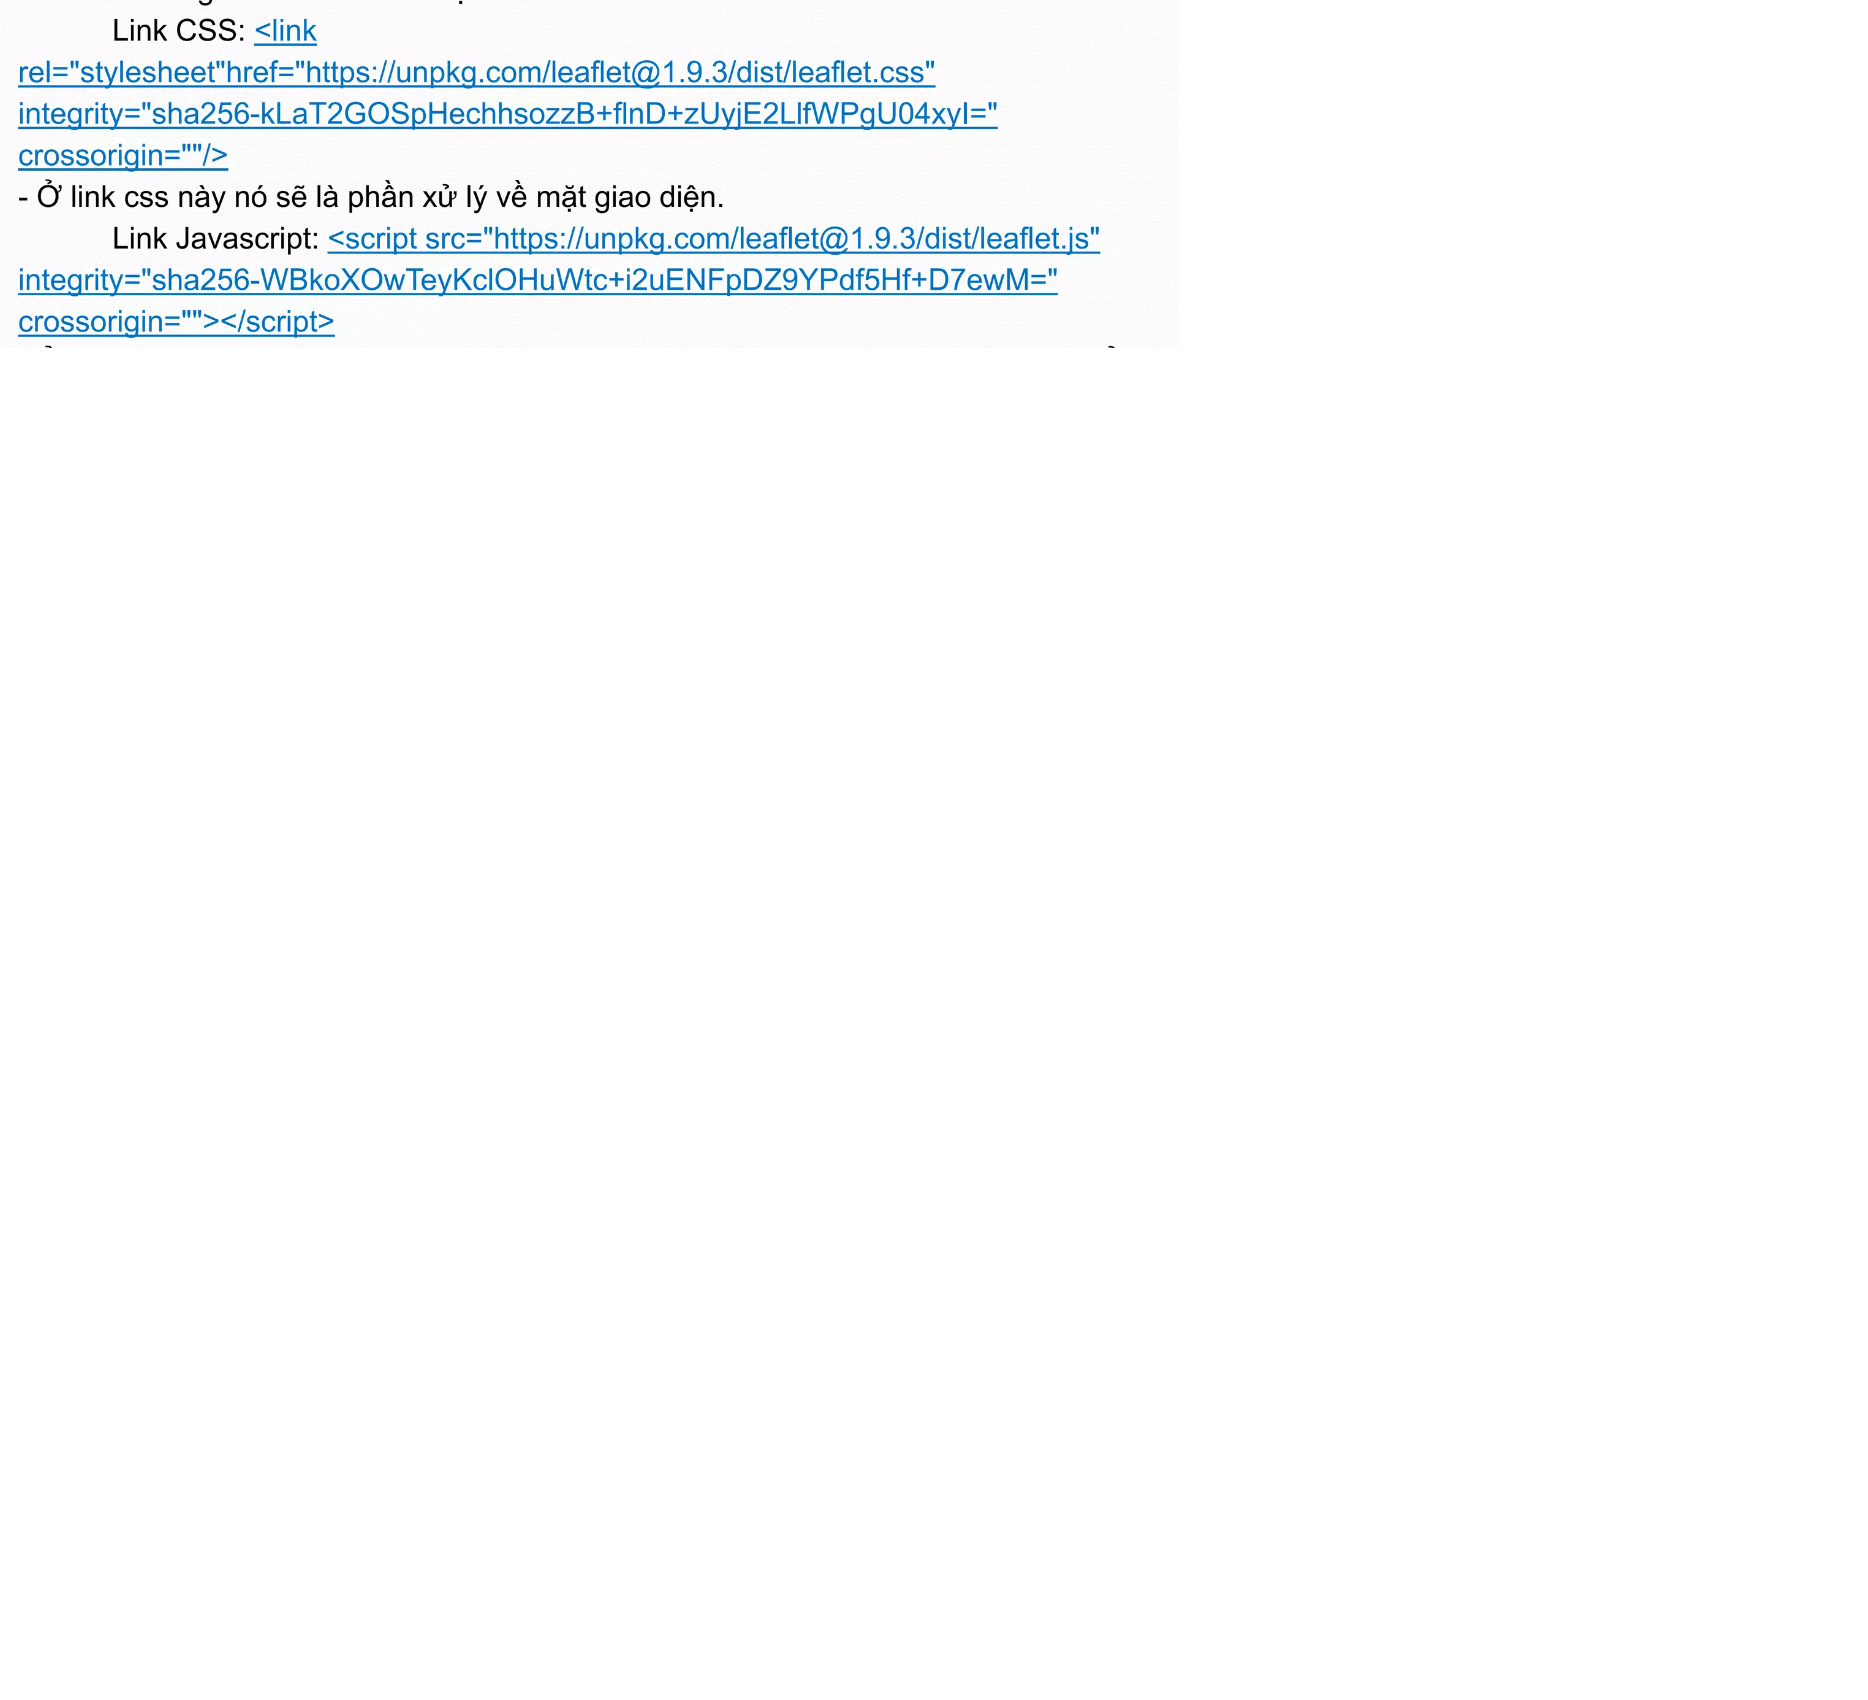 Link CSS: <link
rel="stylesheet"href="https://unpkg.com/leaflet@1.9.3/dist/leaflet.css"
integrity="sha256-kLaT2GOSpHechhsozzB+flnD+zUyjE2LlfWPgU04xyI="
crossorigin=""/>
- Ở link css này nó sẽ là phần xử lý về mặt giao diện.
Link Javascript: <script src="https://unpkg.com/leaflet@1.9.3/dist/leaflet.js"
integrity="sha256-WBkoXOwTeyKclOHuWtc+i2uENFpDZ9YPdf5Hf+D7ewM="
crossorigin=""></script>